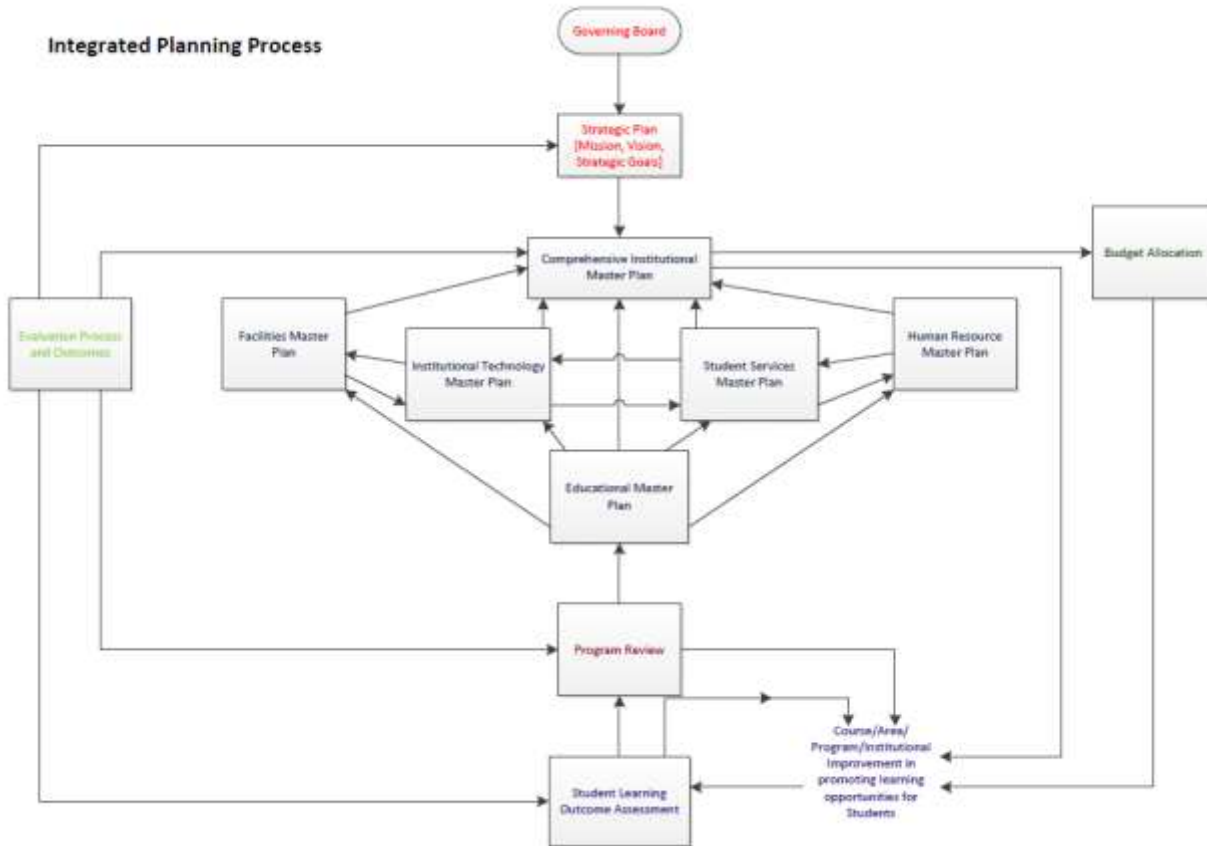 Integrated Planning Process
Governing Board
Strategic Plan
[Mission, Vision,
Strategic Goals]
Comprehensive Institutional
Master Plan
Budget Allocation
Evaluation Process
and Outcomes
Facilities Master
Plan
Institutional Technology
Master Plan
Student Services
Master Plan
Human Resource
Master Plan
Educational Master
Plan
Program Review
Student Learning
Outcome Assessment
Course/Area/
Program/Institutional
Improvement in
promoting learning
opportunities for
Students